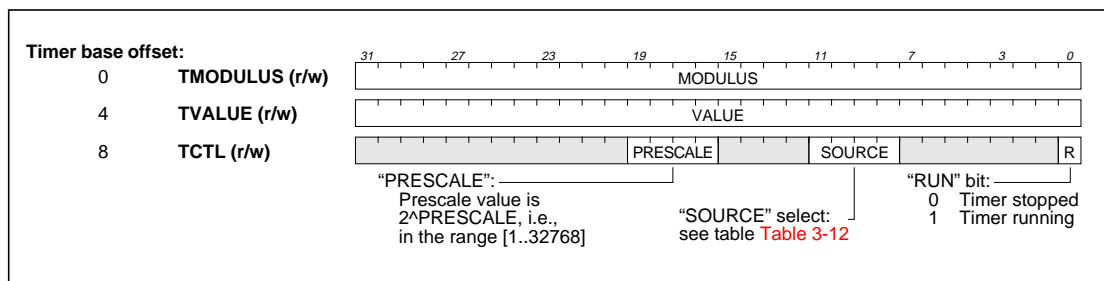 Timer base offset:
31 27 23 19 15 11 7 3 0
0 TMODULUS (r/w) MODULUS
4 TVALUE (r/w) VALUE
8 TCTL (r/w) PRESCALE SOURCE R
“PRESCALE”:
Prescale value is
2^PRESCALE, i.e.,
in the range [1..32768]
“SOURCE” select:
see table Table 3-12
“RUN” bit:
0 Timer stopped
1 Timer running